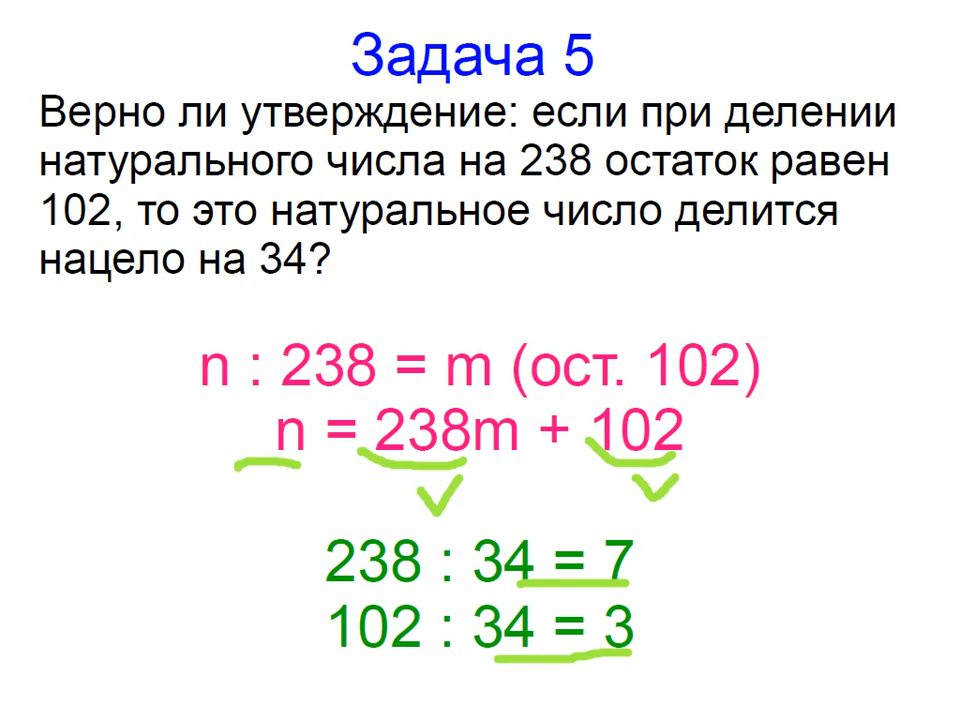 Задача 5
Верно ли утверждение: если при делении
натурального числа на 238 остаток равен
102, то это натуральное число делится
нацело на 34?
n : 238 = m (ост. 102)
n = 238m + 102
238 : 34 = 7
102 : 34 = 3